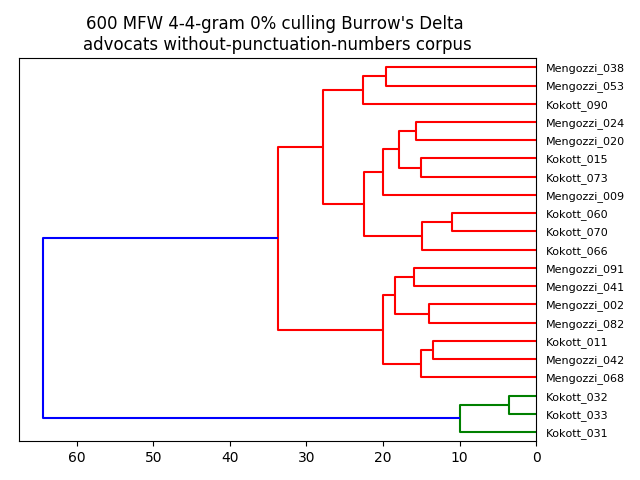 600 MFW 4-4-gram 0% culling Burrow's Delta
advocats without-punctuation-numbers corpus
Mengozzi_038
Mengozzi_053
Kokott_090
Mengozzi_024
Mengozzi_020
Kokott_015
Kokott_073
Mengozzi_009
Kokott_060
Kokott_070
Kokott_066
Mengozzi_091
Mengozzi_041
Mengozzi_002
Mengozzi_082
Kokott_011
Mengozzi_042
Mengozzi_068
Kokott_032
Kokott_033
Kokott_031
60 50 40 30 20 10 0